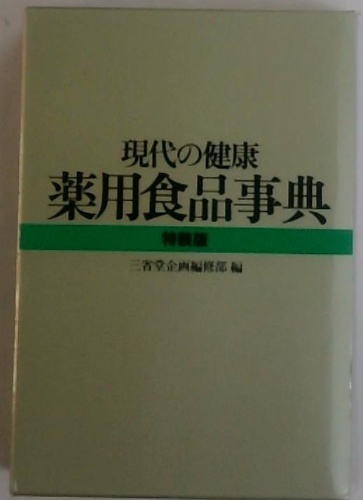 現代の健康
薬用食品事典
特装版
三省堂企画編修部 編